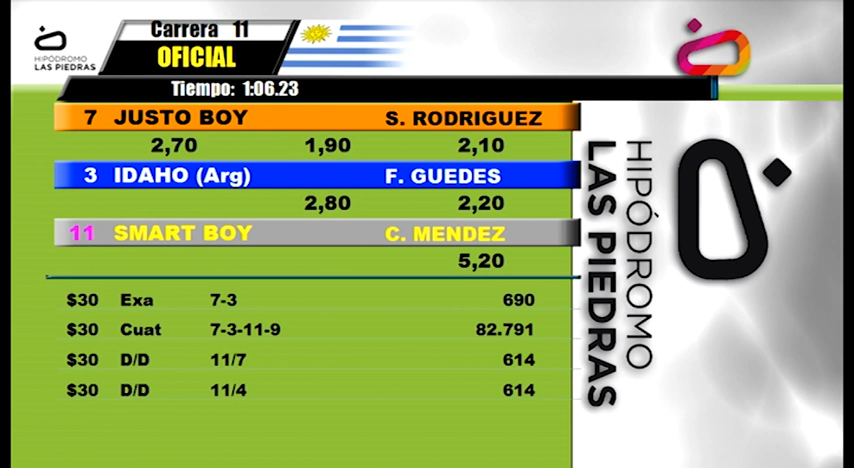 HIPÓDROMO
LAS PIEDRAS
Carrera 11
OFICIAL
Tiempo: 1:06.23
7 JUSTO BOY S. RODRIGUEZ
2,70 1,90 2,10
3 IDAHO (Arg) F. GUEDES
2,80 2,20
11 SMART BOY C. MENDEZ
5,20
$30 Exa 7-3 690
$30 Cuat 7-3-11-9 82.791
$30 D/D 11/7 614
$30 D/D 11/4 614
HIPÓDROMO
LAS PIEDRAS